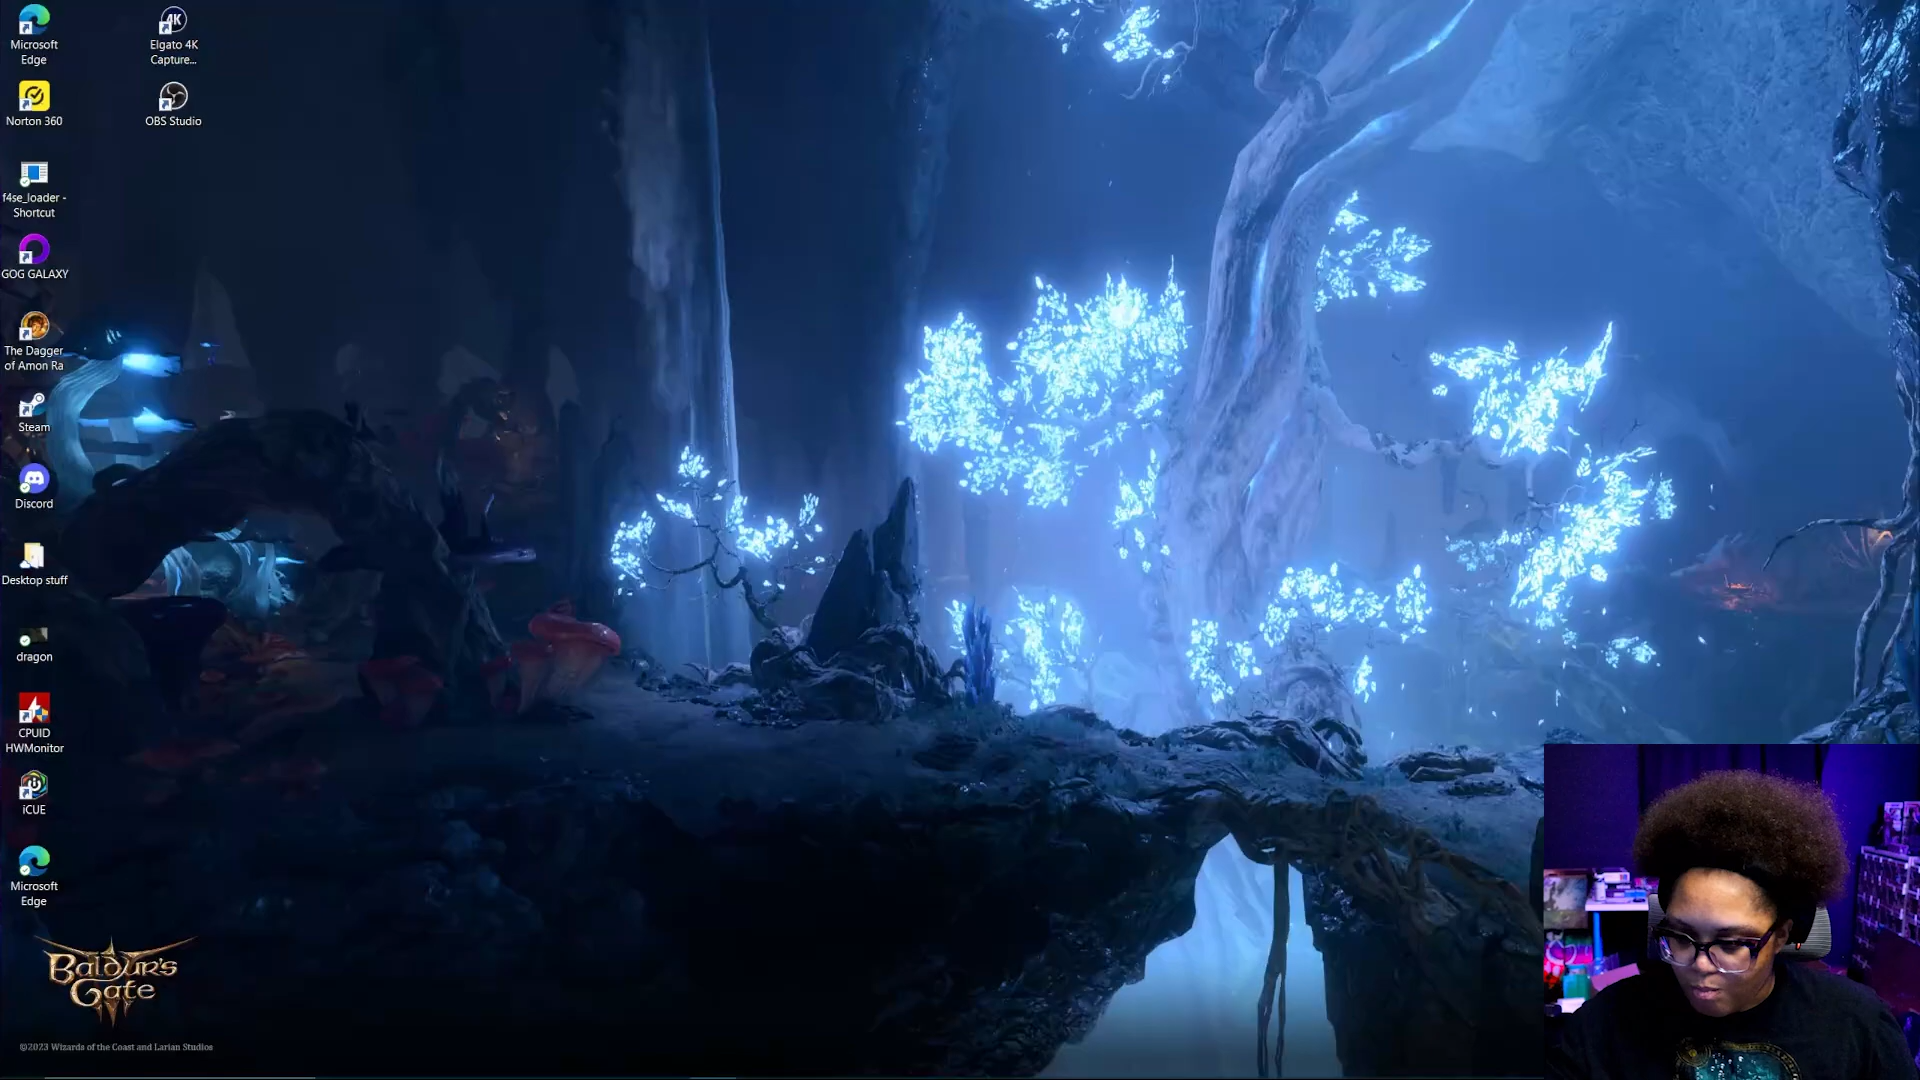 Microsoft
Edge
Norton 360
f4se_loader -
Shortcut
GOG GALAXY
The Dagger
of Amon Ra
Steam
Discord
Desktop stuff
dragon
CPUID
HWMonitor
iCUE
Microsoft
Edge
4K
Elgato 4K
Capture...
OBS Studio
Baldur's
Gate
III
©2023 Wizards of the Coast and Larian Studios